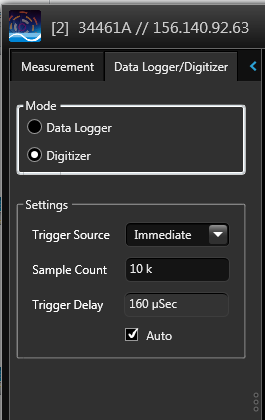 [2] 34461A // 156.140.92.63
Measurement Data Logger/Digitizer
Mode
Data Logger
Digitizer
Settings
Trigger Source Immediate
Sample Count 10 k
Trigger Delay 160 µSec
Auto